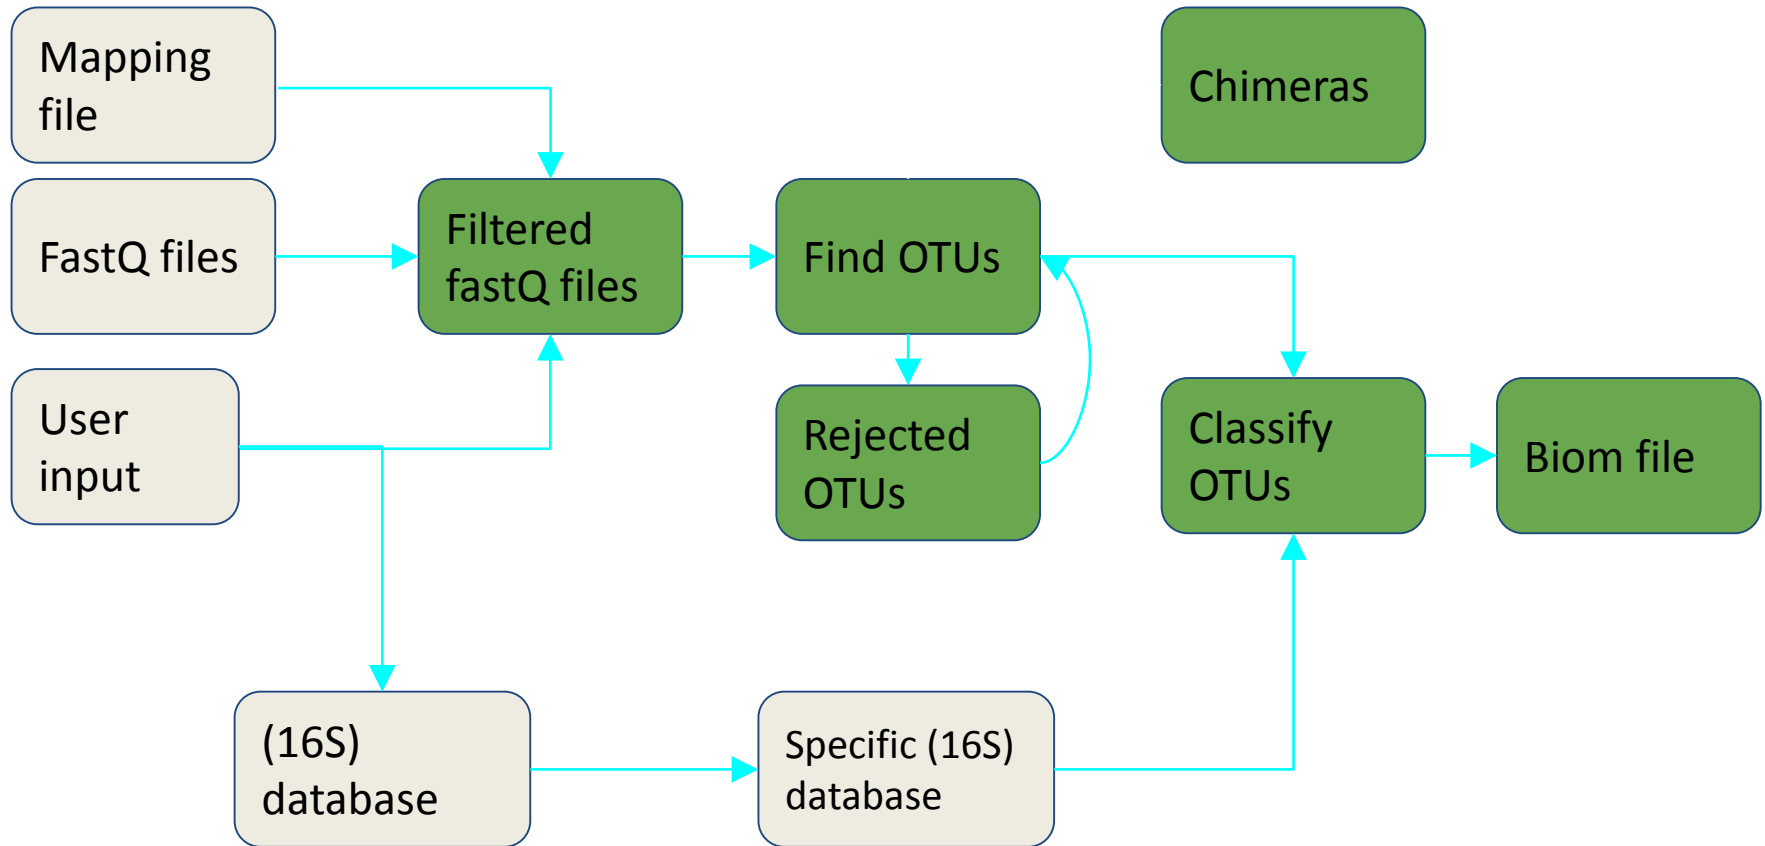 Mapping
file
Chimeras
FastQ files
Filtered
fastQ files
Find OTUs
User
input
Rejected
OTUs
Classify
OTUs
Biom file
(16S)
database
Specific (16S)
database